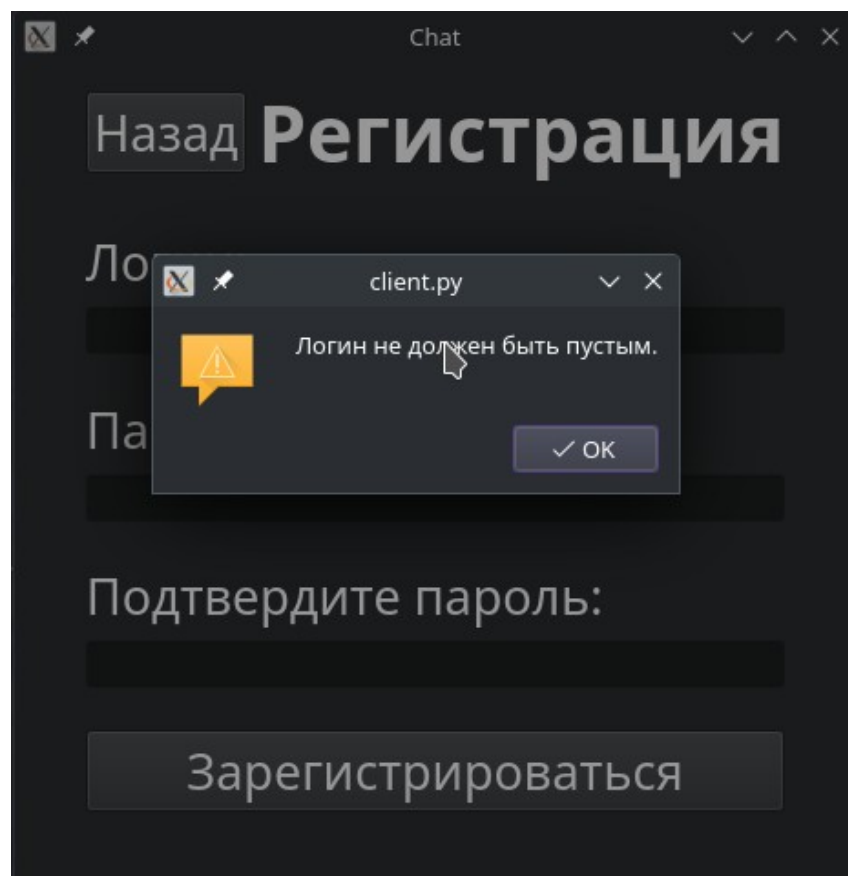 Chat
Назад Регистрация
client.py
Логин не должен быть пустым.
OK
Подтвердите пароль:
Зарегистрироваться